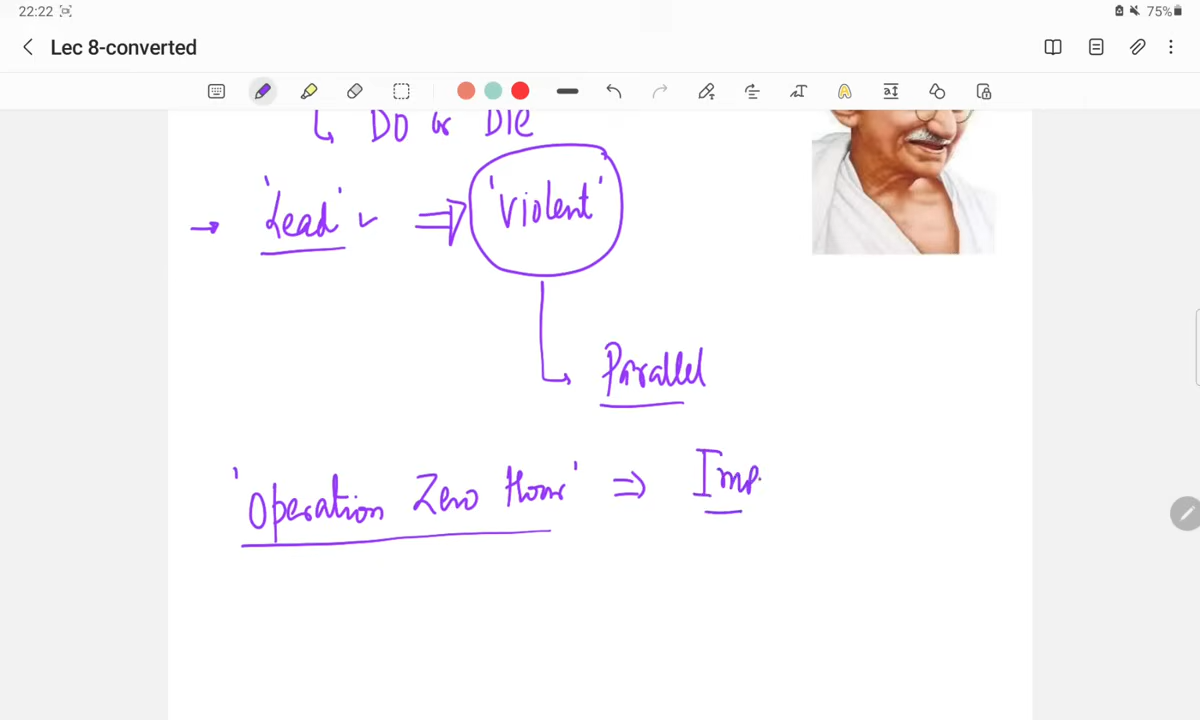 22:22 75%
Lec 8-converted
↳ DO or DIE
→ 'Lead' ✓ ⇒ 'Violent'
↳ Parallel
'Operation Zero Hour' ⇒ Imp.